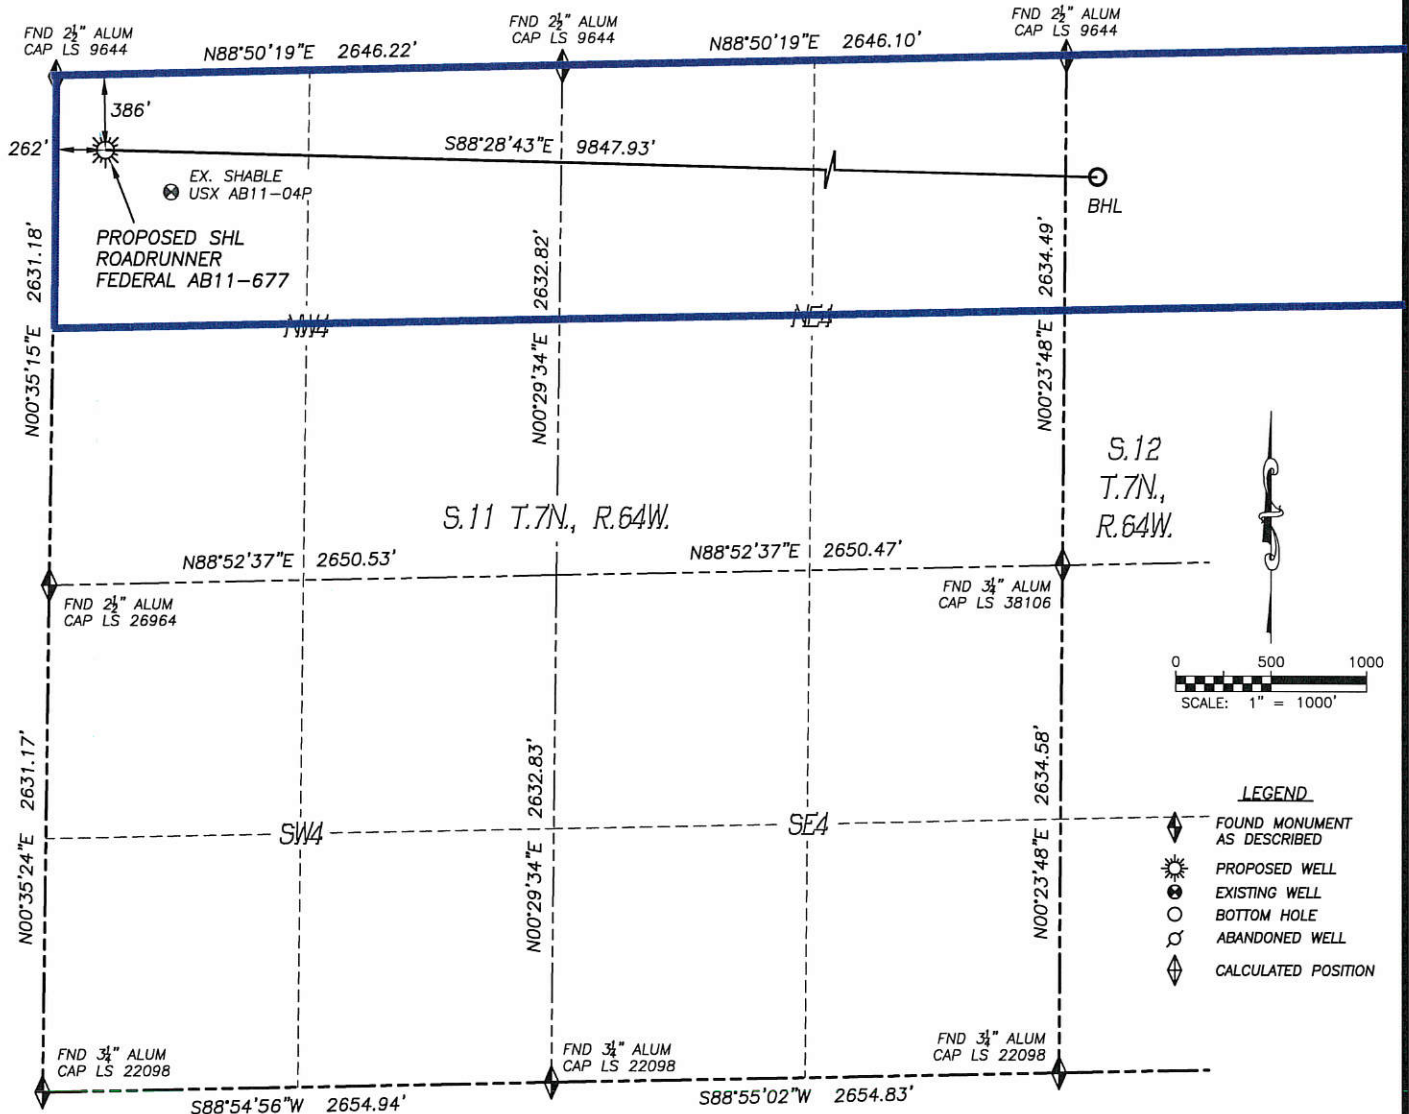 FND 2½" ALUM
CAP LS 9644
N88°50'19"E 2646.22'
FND 2½" ALUM
CAP LS 9644
N88°50'19"E 2646.10'
FND 2½" ALUM
CAP LS 9644
386'
262'
S88°28'43"E 9847.93'
EX. SHABLE
USX AB11-04P
BHL
PROPOSED SHL
ROADRUNNER
FEDERAL AB11-677
N00°35'15"E 2631.18'
N00°29'34"E 2632.82'
N00°23'48"E 2634.49'
NW4
NE4
S.11 T.7N., R.64W.
S.12
T.7N.,
R.64W.
N88°52'37"E 2650.53'
N88°52'37"E 2650.47'
FND 2½" ALUM
CAP LS 26964
FND 3¼" ALUM
CAP LS 38106
0 500 1000
SCALE: 1" = 1000'
N00°35'24"E 2631.17'
N00°29'34"E 2632.83'
N00°23'48"E 2634.58'
SW4
SE4
LEGEND
FOUND MONUMENT
AS DESCRIBED
PROPOSED WELL
EXISTING WELL
BOTTOM HOLE
ABANDONED WELL
CALCULATED POSITION
FND 3¼" ALUM
CAP LS 22098
FND 3¼" ALUM
CAP LS 22098
FND 3¼" ALUM
CAP LS 22098
S88°54'56"W 2654.94'
S88°55'02"W 2654.83'